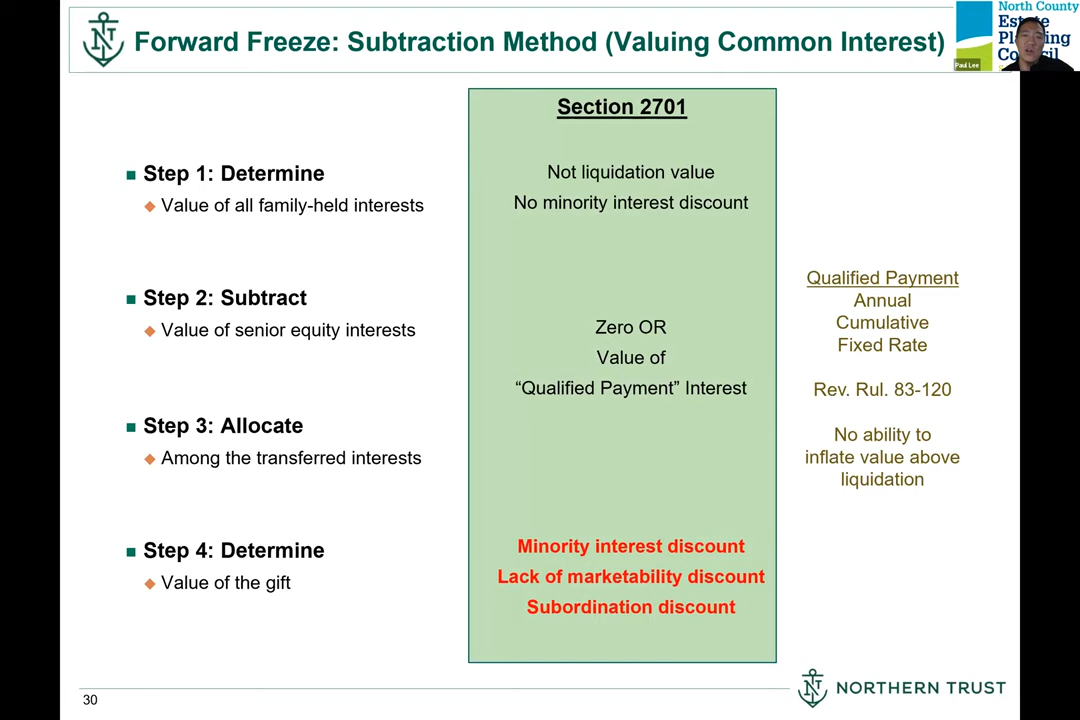 Forward Freeze: Subtraction Method (Valuing Common Interest)
North County
Estate
Planning
Council
Paul Lee
Section 2701
Step 1: Determine
Value of all family-held interests
Not liquidation value
No minority interest discount
Step 2: Subtract
Value of senior equity interests
Zero OR
Value of
“Qualified Payment” Interest
Qualified Payment
Annual
Cumulative
Fixed Rate
Rev. Rul. 83-120
No ability to
inflate value above
liquidation
Step 3: Allocate
Among the transferred interests
Step 4: Determine
Value of the gift
Minority interest discount
Lack of marketability discount
Subordination discount
30
NORTHERN TRUST